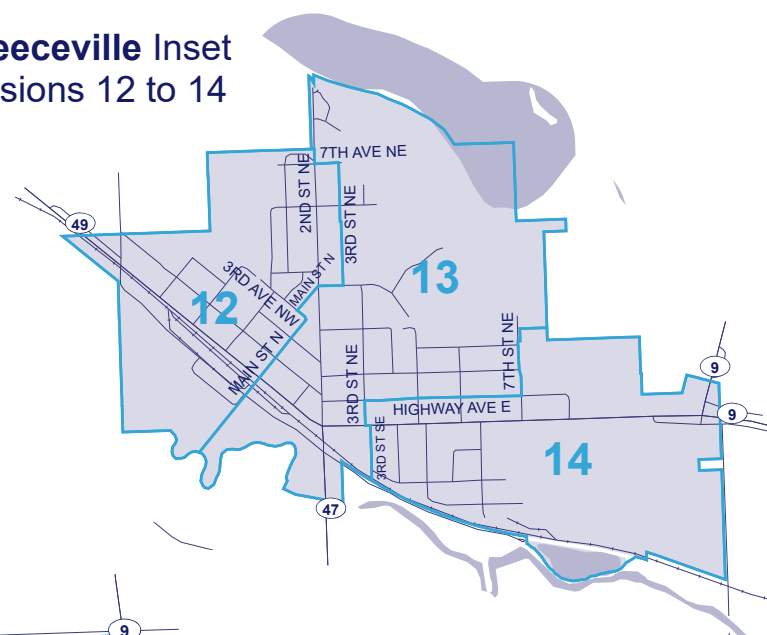 eeceville Inset
sions 12 to 14
7TH AVE NE
2ND ST NE
3RD ST NE
49
MAIN ST N
3RD AVE NW
13
12
MAIN ST N
3RD ST NE
7TH ST NE
9
HIGHWAY AVE E
9
3RD ST SE
14
47
9